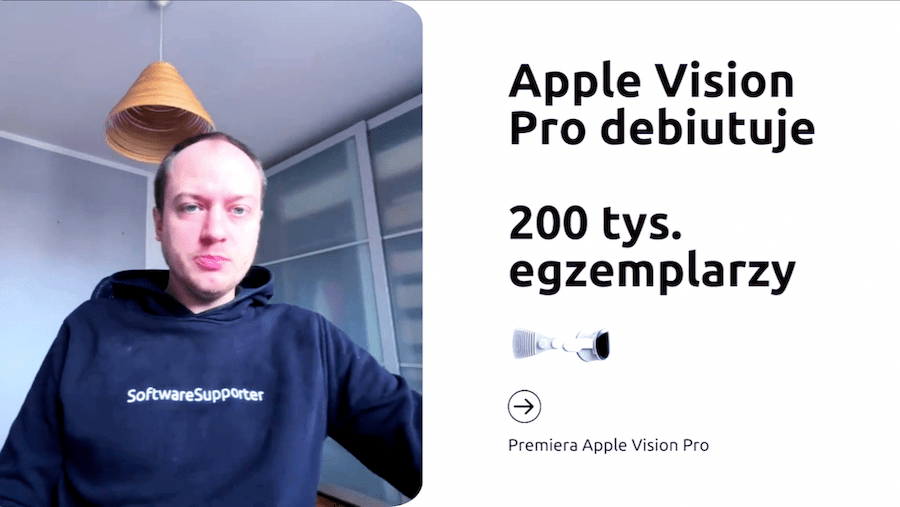 SoftwareSupporter
Apple Vision
Pro debiutuje
200 tys.
egzemplarzy
Premiera Apple Vision Pro